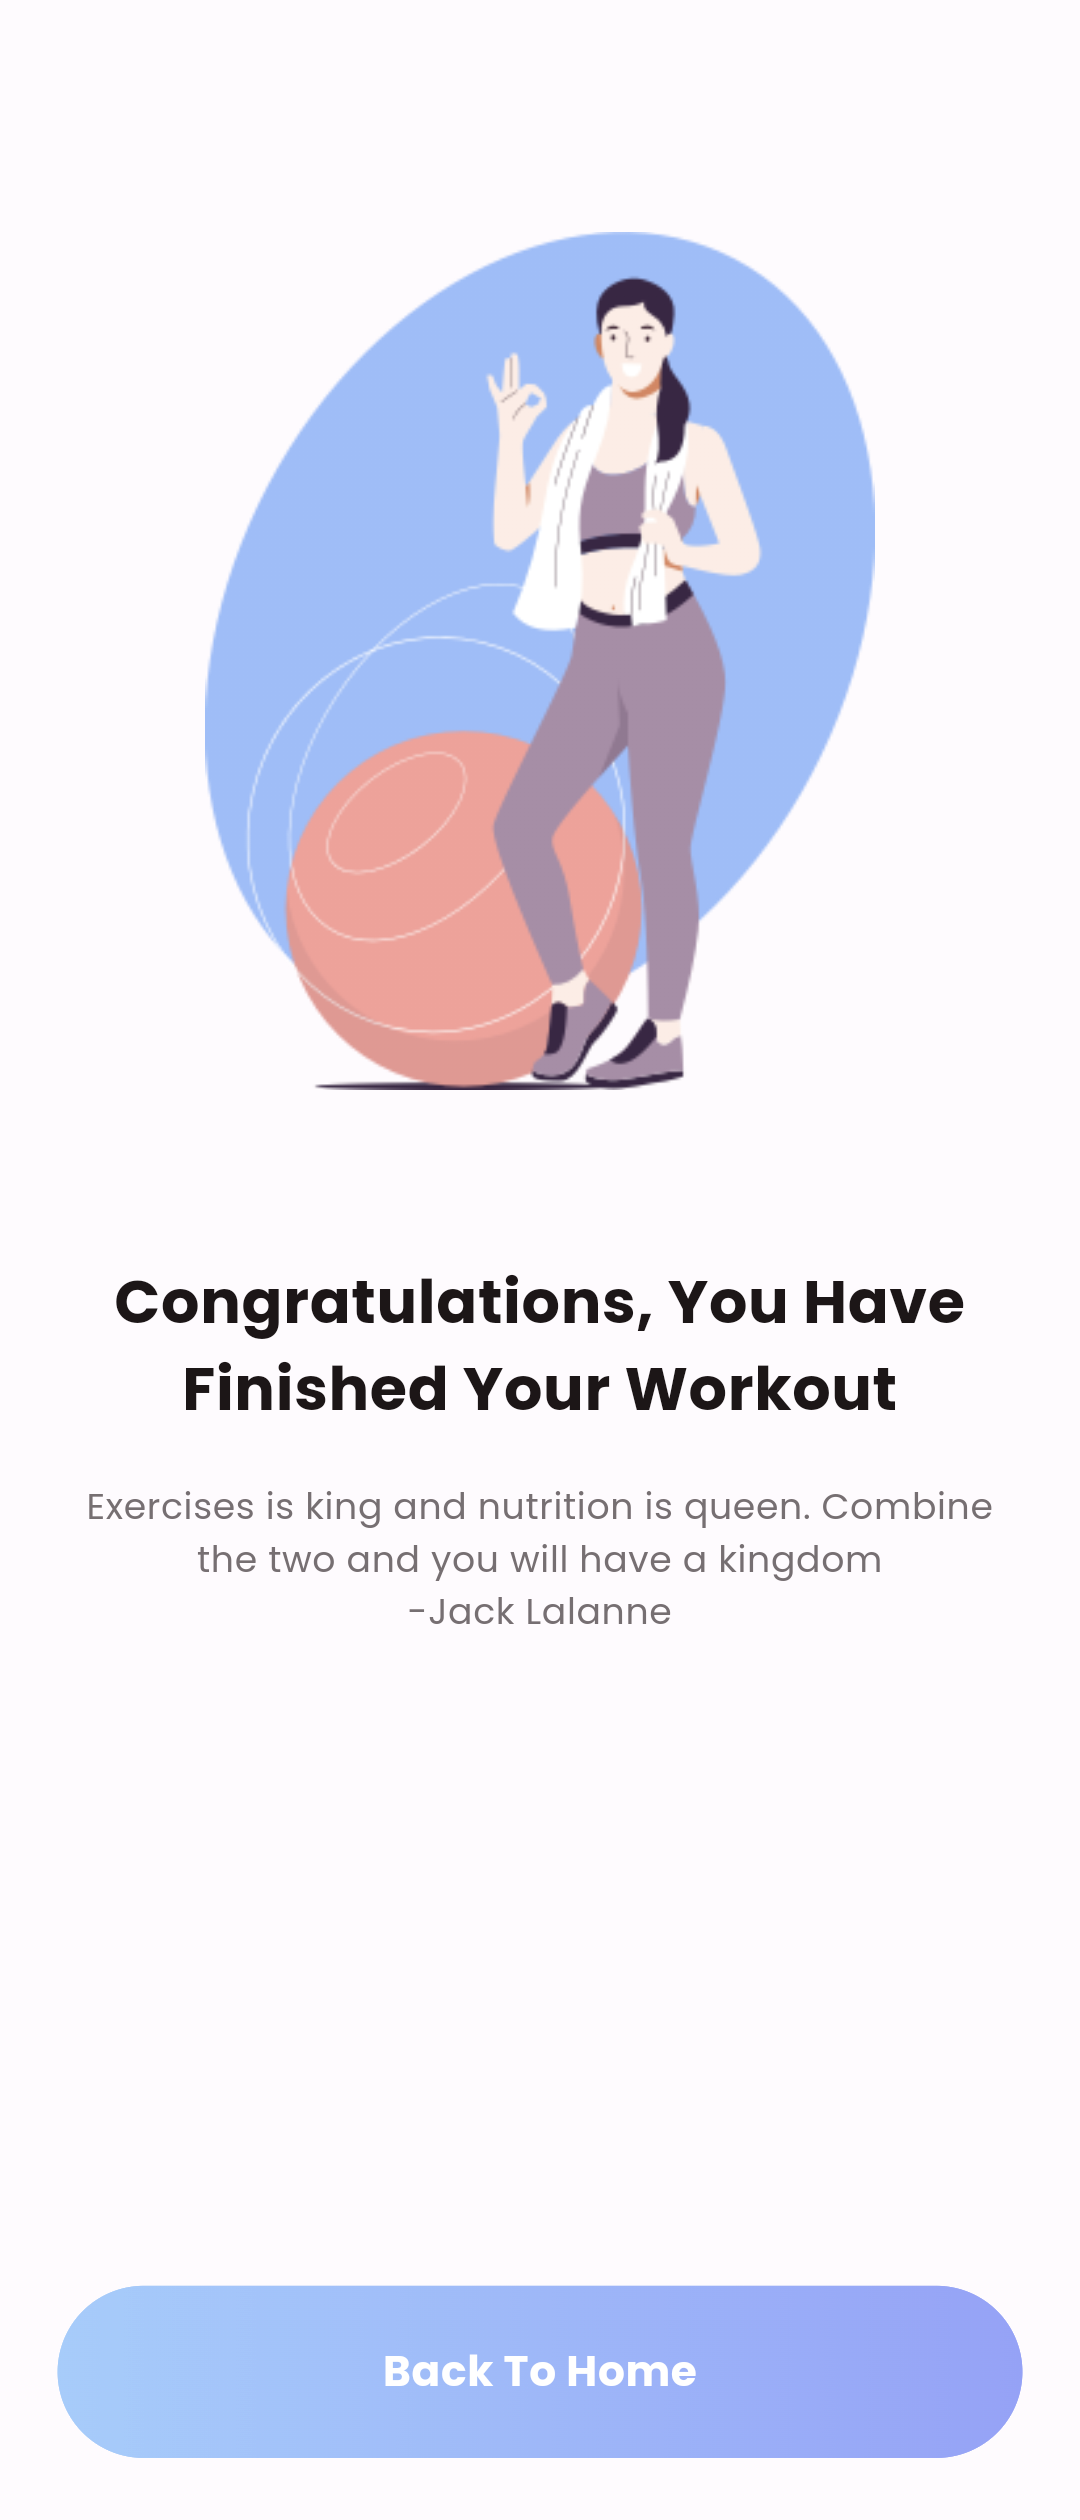 Congratulations, You Have
Finished Your Workout
Exercises is king and nutrition is queen. Combine
the two and you will have a kingdom
-Jack Lalanne
Back To Home